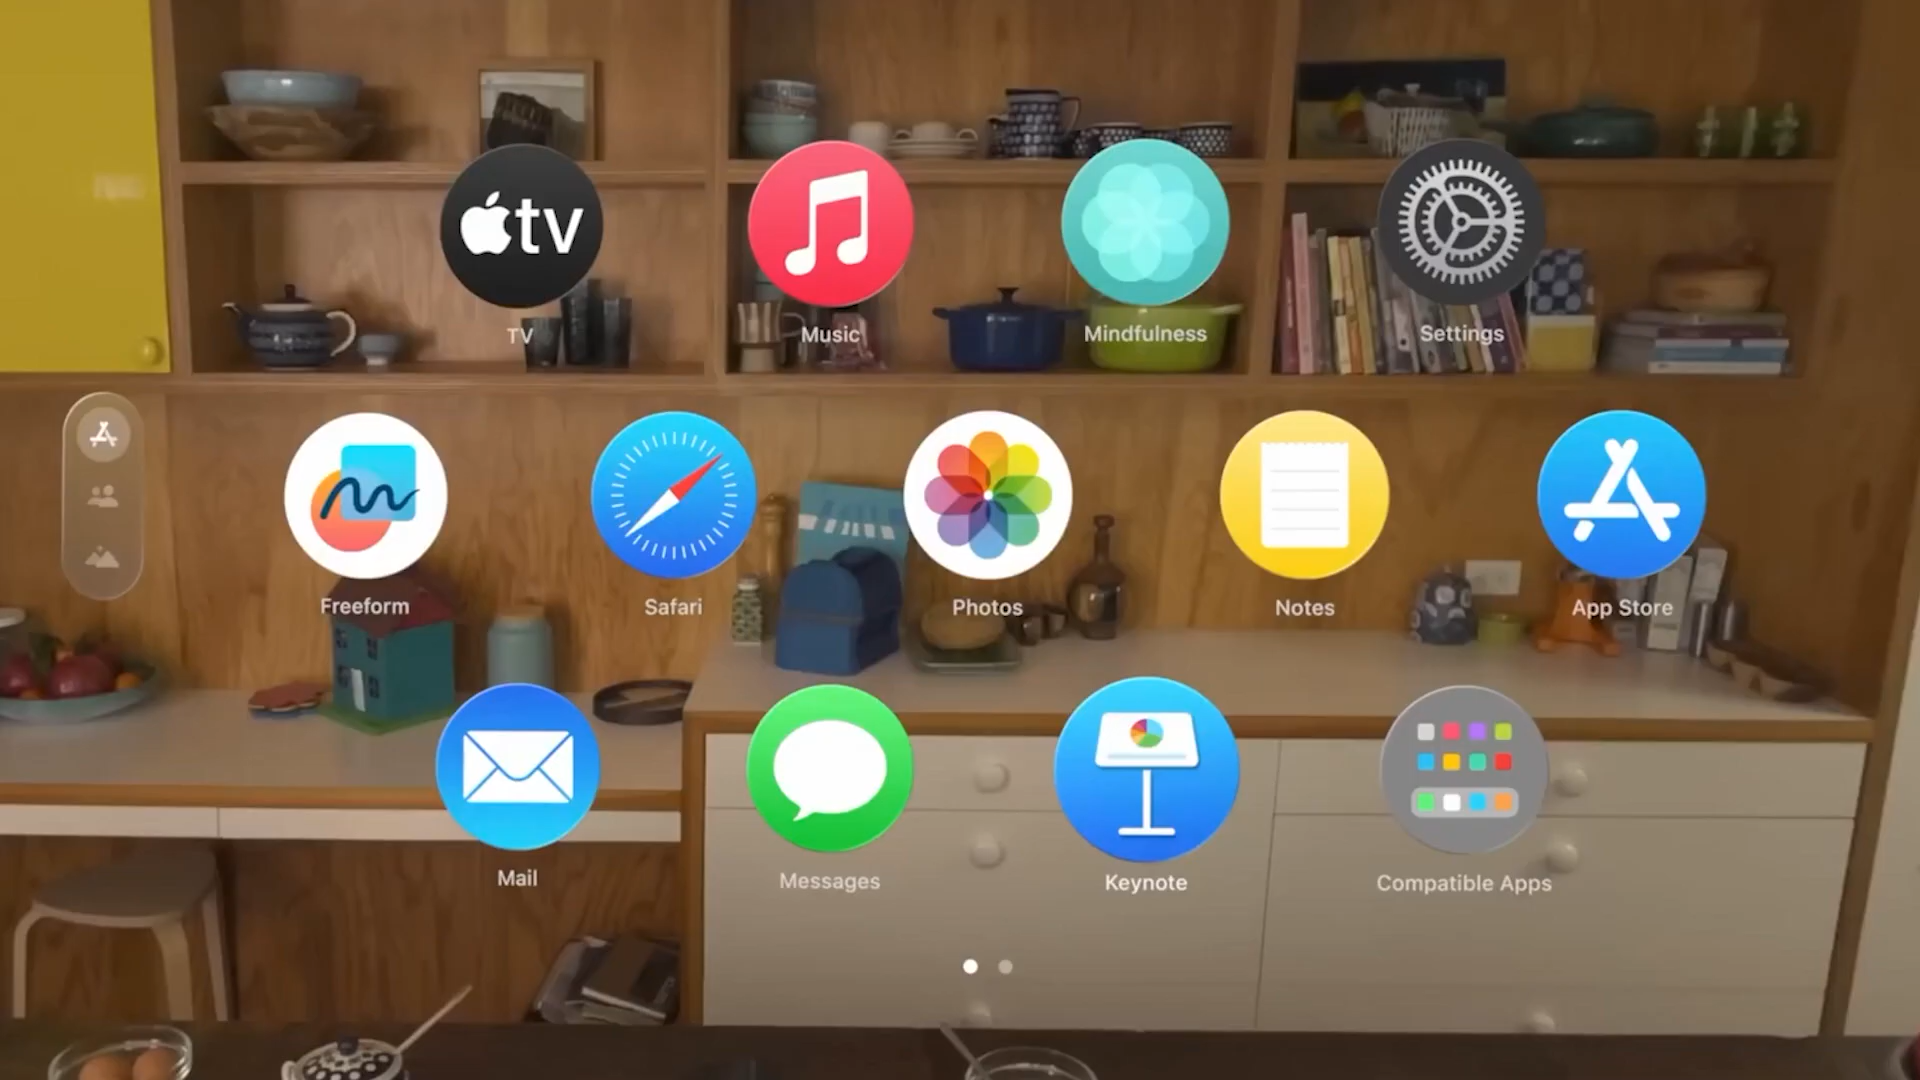 tv
TV
Music
Mindfulness
Settings
Freeform
Safari
Photos
Notes
App Store
Mail
Messages
Keynote
Compatible Apps